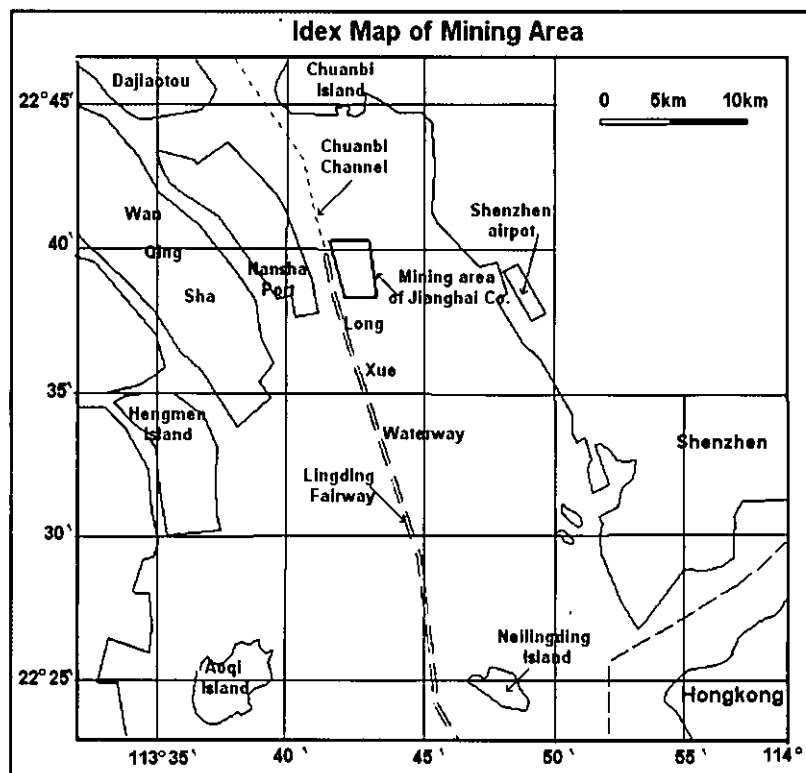 Idex Map of Mining Area
Dajiaotou
Chuanbi
Island
0 5km 10km
22°45'
Chuanbi
Channel
Wan
Qing
Sha
Shenzhen
airpot
40'
Nansha
Port
Mining area
of Jianghai Co.
Long
Xue
35'
Hengmen
Island
Waterway
Shenzhen
Lingding
Fairway
30'
Neilingding
Island
Aoqi
Island
22°25'
Hongkong
113°35' 40' 45' 50' 55' 114°